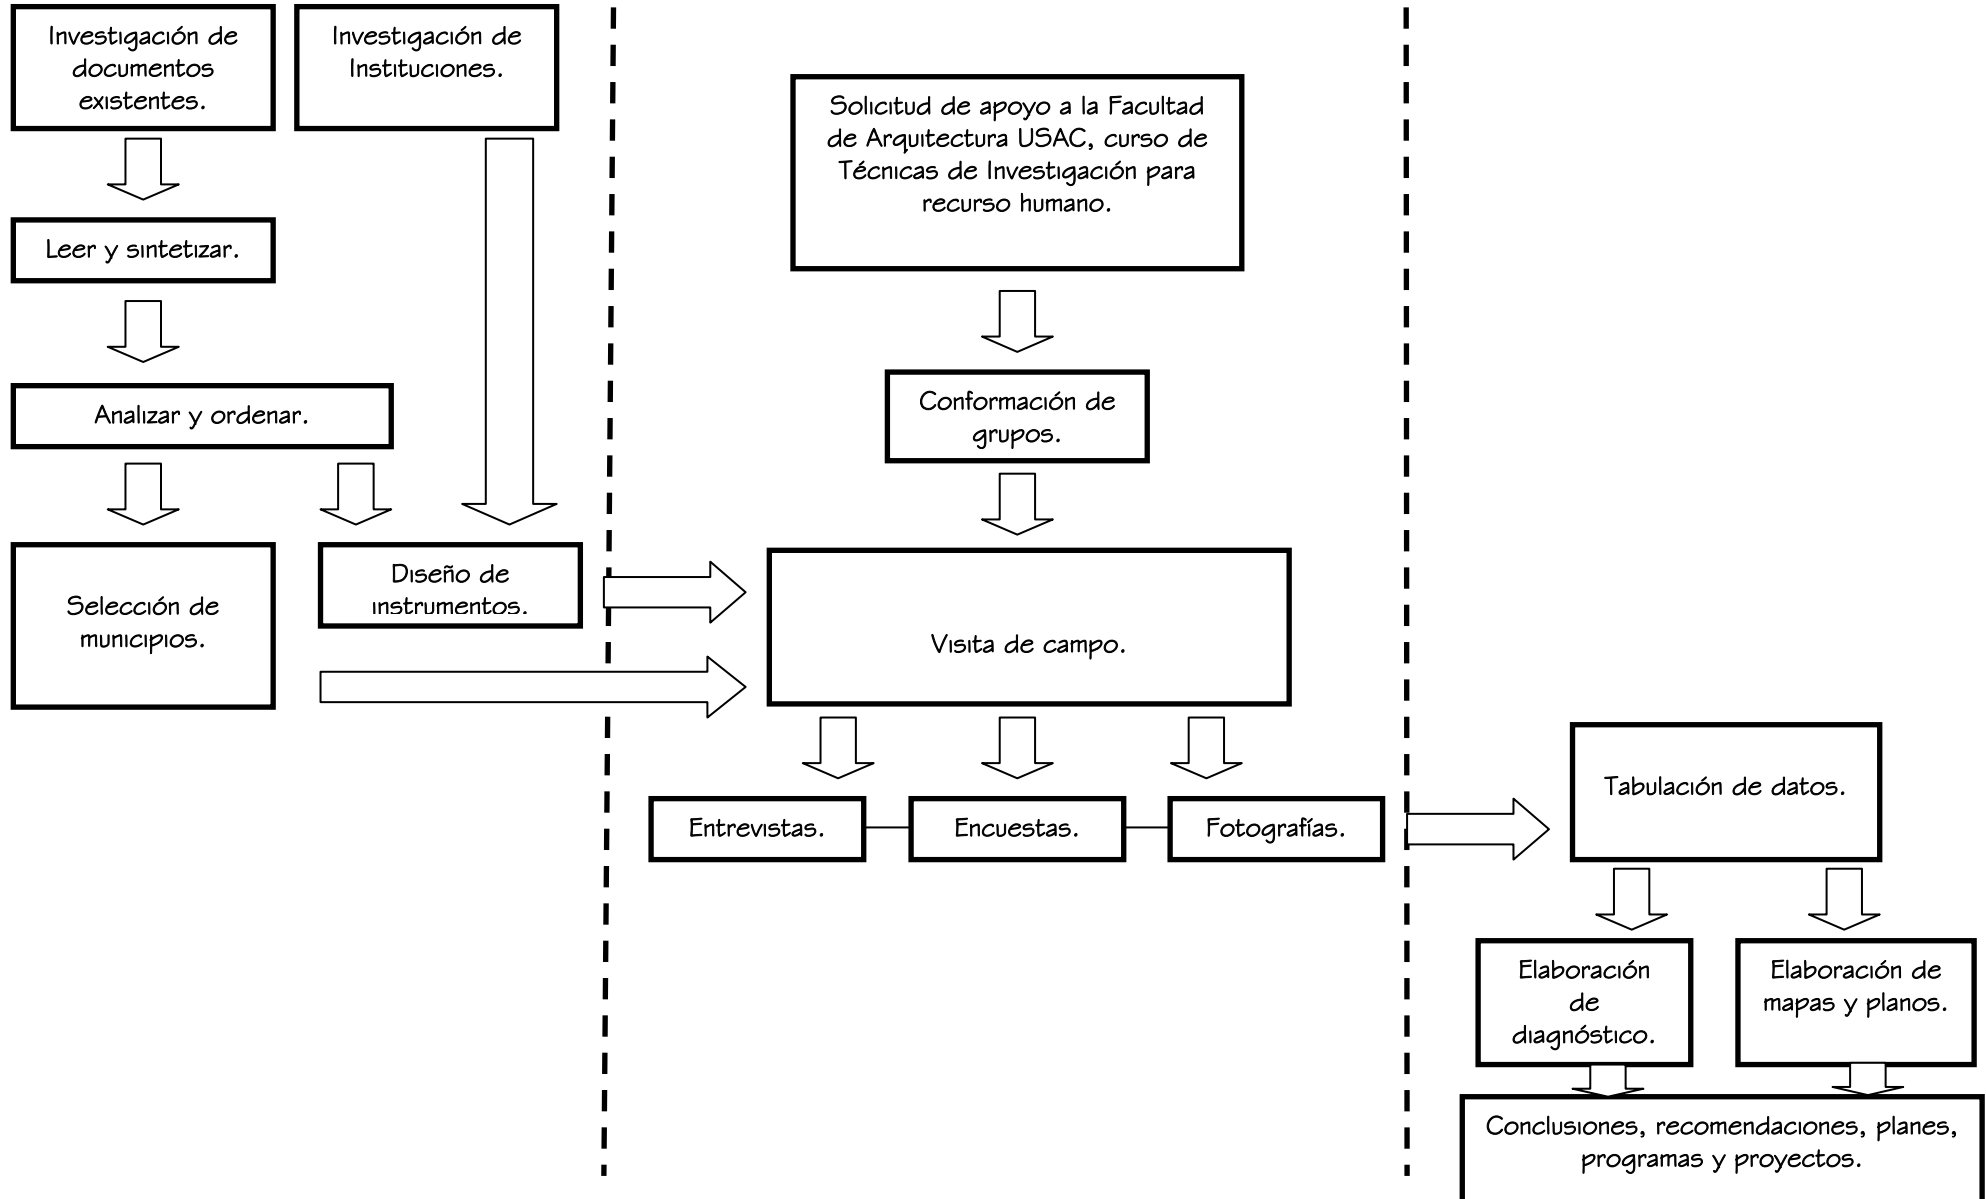 Investigación de
documentos
existentes.
Investigación de
Instituciones.
Leer y sintetizar.
Analizar y ordenar.
Selección de
municipios.
Diseño de
instrumentos.
Solicitud de apoyo a la Facultad
de Arquitectura USAC, curso de
Técnicas de Investigación para
recurso humano.
Conformación de
grupos.
Visita de campo.
Entrevistas.
Encuestas.
Fotografías.
Tabulación de datos.
Elaboración
de
diagnóstico.
Elaboración de
mapas y planos.
Conclusiones, recomendaciones, planes,
programas y proyectos.